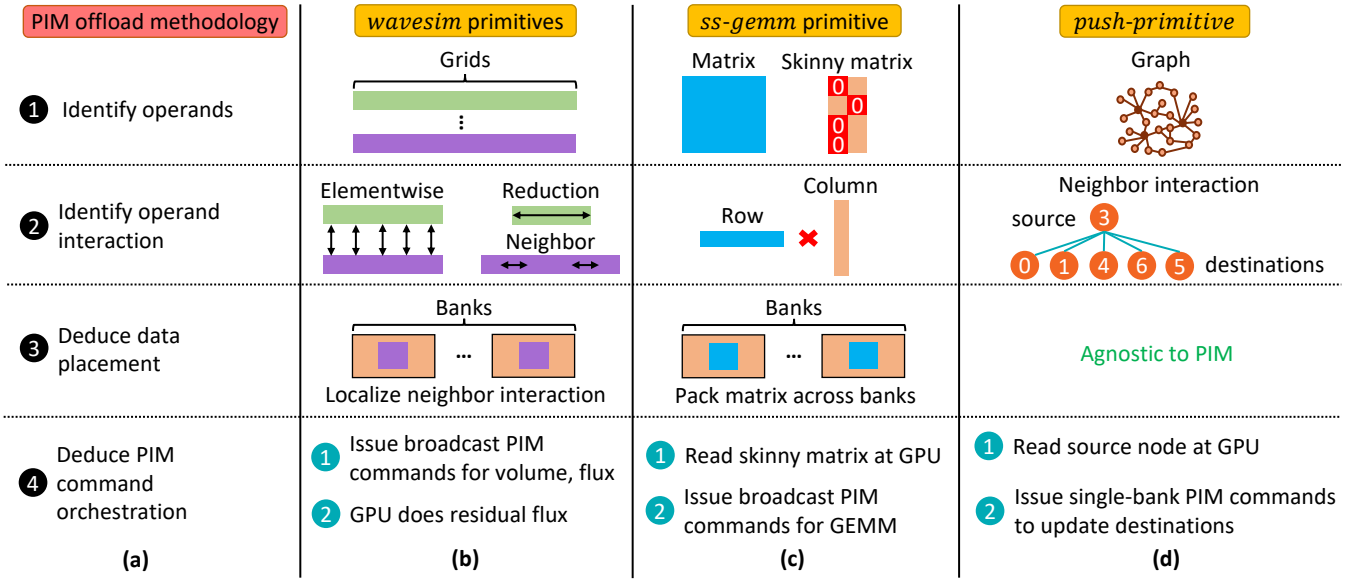 PIM offload methodology
wavesim primitives
ss-gemm primitive
push-primitive
1 Identify operands
Grids
...
Matrix
Skinny matrix
0
0
0
0
Graph
2 Identify operand
interaction
Elementwise
Reduction
Neighbor
Row
Column
Neighbor interaction
source 3
0 1 4 6 5 destinations
3 Deduce data
placement
Banks
...
Localize neighbor interaction
Banks
...
Pack matrix across banks
Agnostic to PIM
4 Deduce PIM
command
orchestration
1 Issue broadcast PIM
commands for volume, flux
2 GPU does residual flux
1 Read skinny matrix at GPU
2 Issue broadcast PIM
commands for GEMM
1 Read source node at GPU
2 Issue single-bank PIM commands
to update destinations
(a)
(b)
(c)
(d)